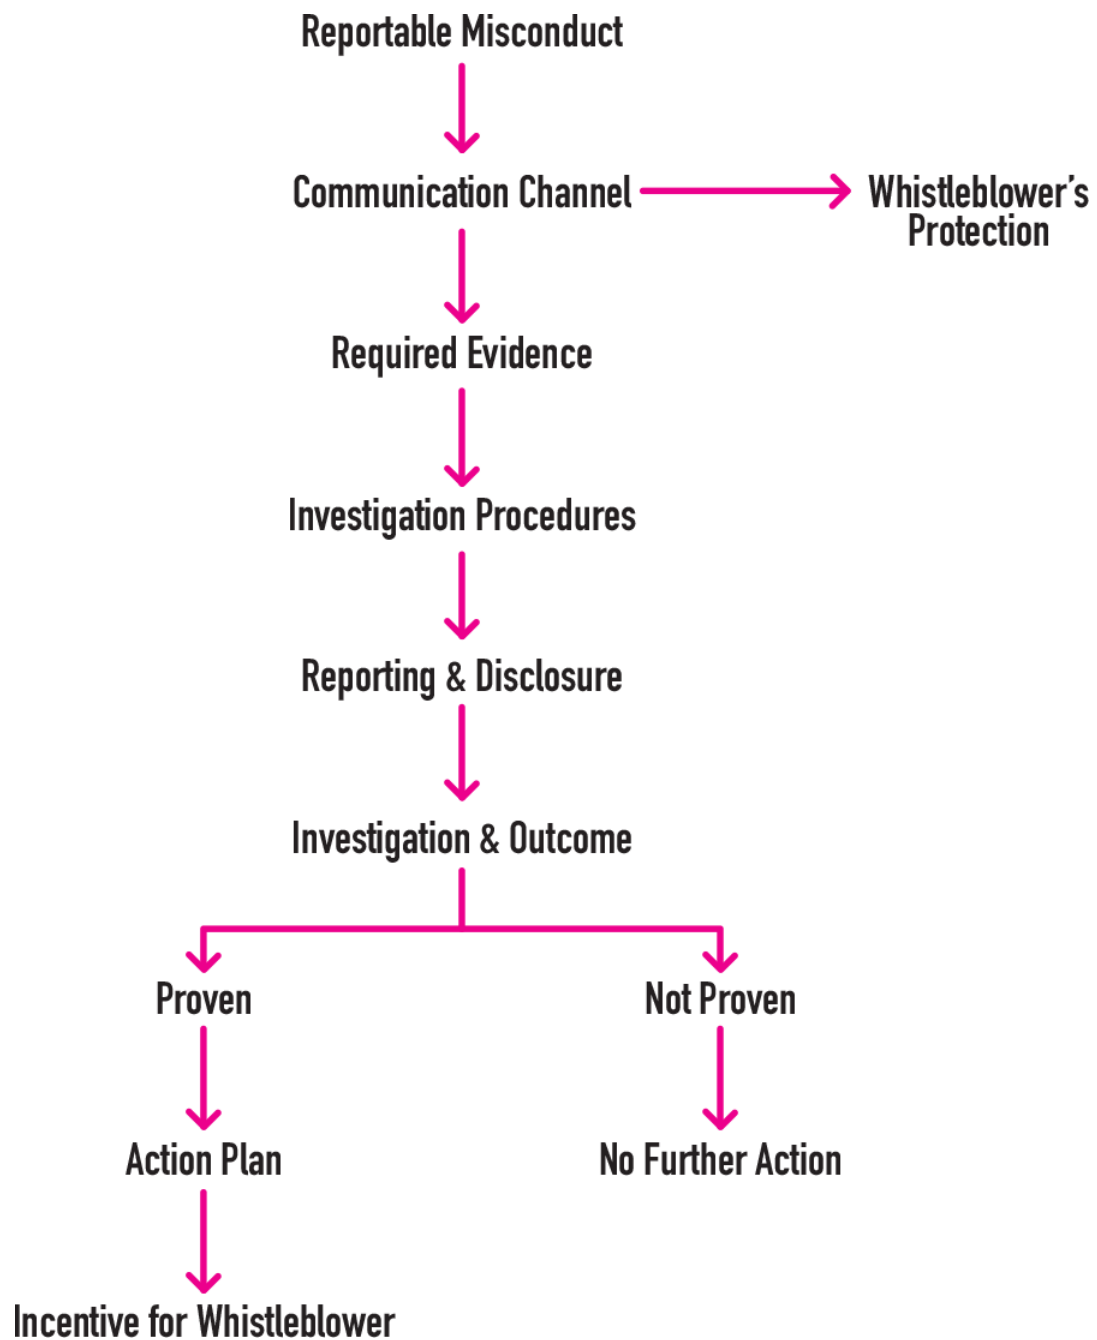 Reportable Misconduct
Communication Channel
Whistleblower’s
Protection
Required Evidence
Investigation Procedures
Reporting & Disclosure
Investigation & Outcome
Proven
Not Proven
Action Plan
No Further Action
Incentive for Whistleblower